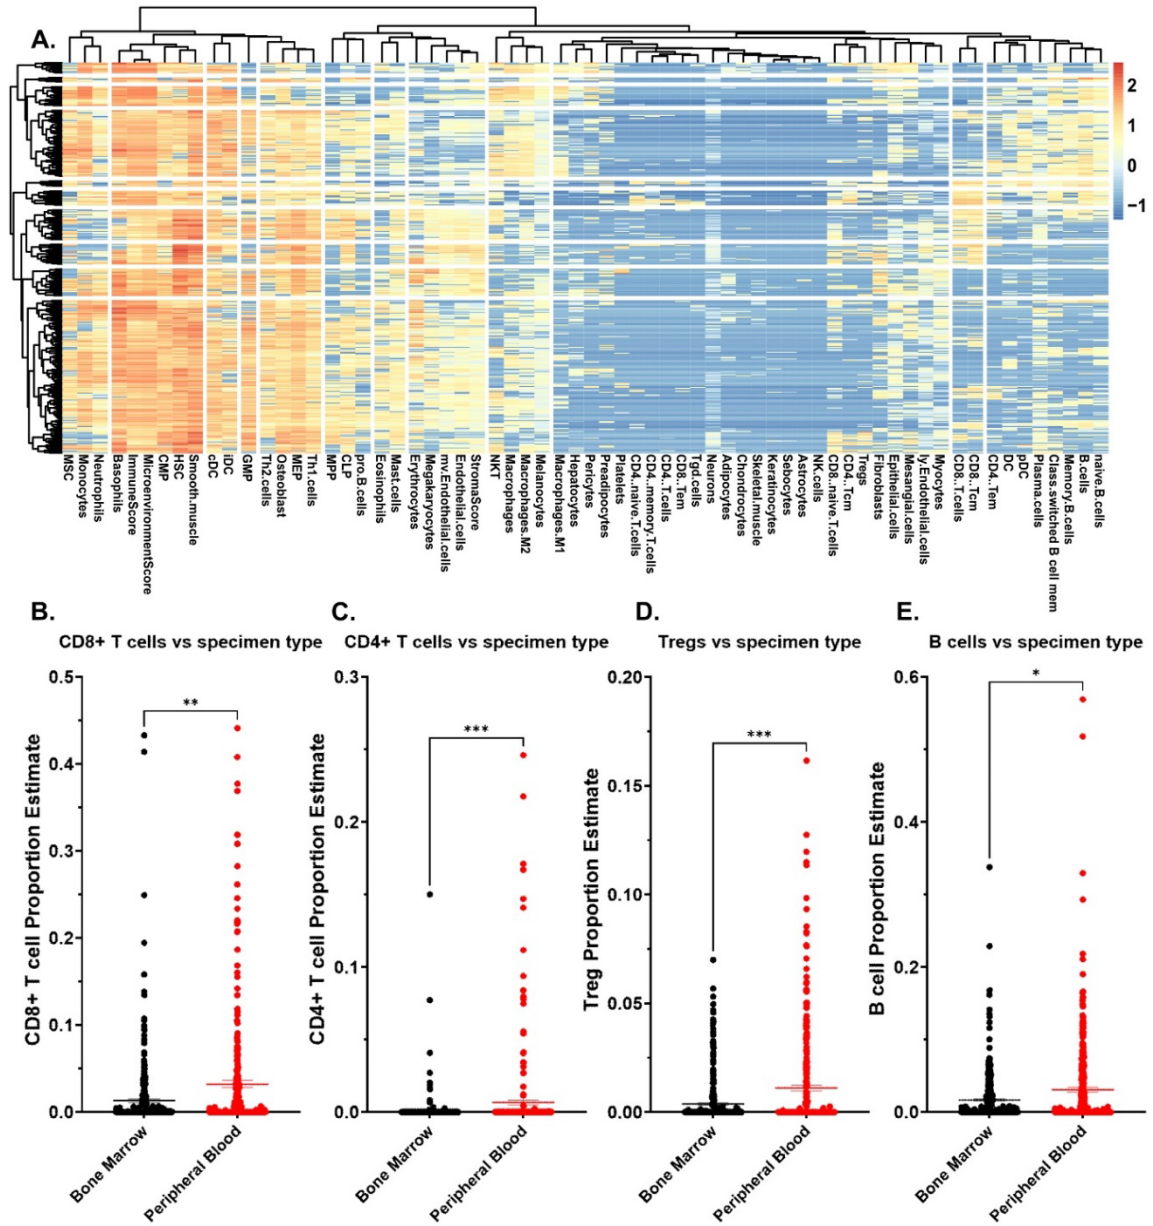 A.
2
1
0
−1
MSC
Monocytes
Neutrophils
Basophils
ImmuneScore
MicroenvironmentScore
CMP
HSC
Smooth.muscle
cDC
iDC
GMP
Th2.cells
Osteoblast
MEP
Th1.cells
MPP
CLP
pro.B.cells
Eosinophils
Mast.cells
Erythrocytes
Megakaryocytes
mv.Endothelial.cells
Endothelial.cells
StromaScore
NKT
Macrophages
Macrophages.M2
Melanocytes
Macrophages.M1
Hepatocytes
Pericytes
Preadipocytes
Platelets
CD4..naive.T.cells
CD4..memory.T.cells
CD4..T.cells
CD8..Tem
Tgd.cells
Neurons
Adipocytes
Chondrocytes
Skeletal.muscle
Keratinocytes
Sebocytes
Astrocytes
NK.cells
CD8..naive.T.cells
CD4..Tcm
Tregs
Fibroblasts
Epithelial.cells
Mesangial.cells
ly.Endothelial.cells
Myocytes
CD8..T.cells
CD8..Tcm
CD4..Tem
DC
pDC
Plasma.cells
Class.switched B cell mem
Memory.B.cells
B.cells
naive.B.cells
B.
CD8+ T cells vs specimen type
CD8+ T cell Proportion Estimate
0.5
0.4
0.3
0.2
0.1
0.0
**
Bone Marrow
Peripheral Blood
C.
CD4+ T cells vs specimen type
CD4+ T cell Proportion Estimate
0.3
0.2
0.1
0.0
***
Bone Marrow
Peripheral Blood
D.
Tregs vs specimen type
Treg Proportion Estimate
0.20
0.15
0.10
0.05
0.00
***
Bone Marrow
Peripheral Blood
E.
B cells vs specimen type
B cell Proportion Estimate
0.6
0.4
0.2
0.0
*
Bone Marrow
Peripheral Blood